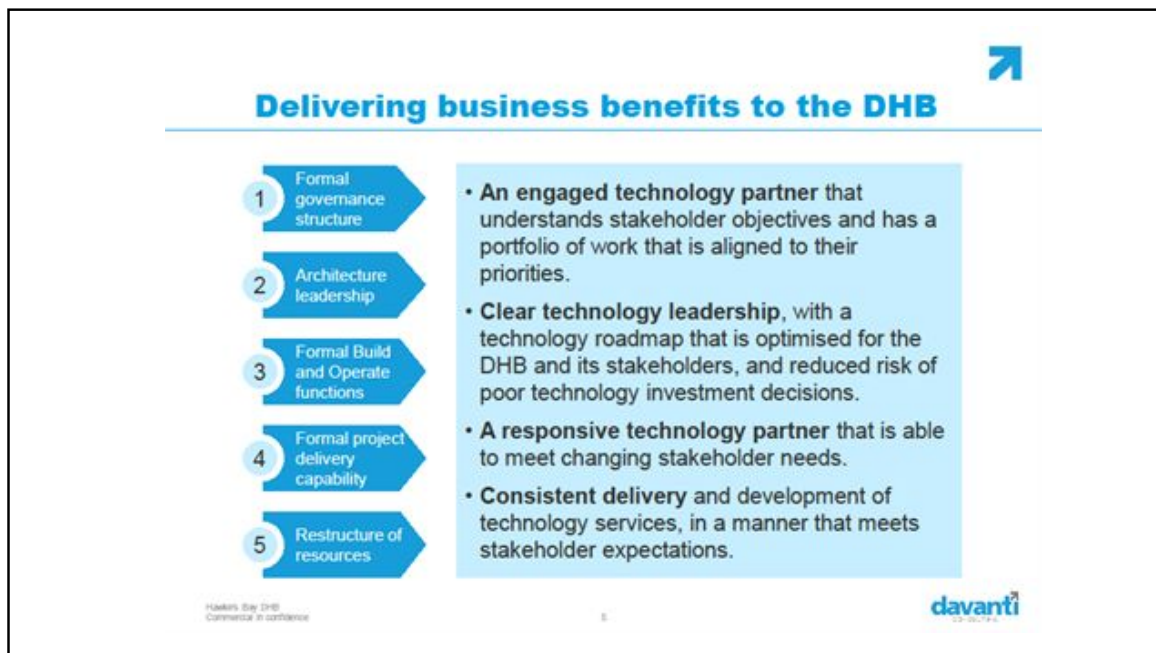 Delivering business benefits to the DHB
1
Formal
governance
structure
2
Architecture
leadership
3
Formal Build
and Operate
functions
4
Formal project
delivery
capability
5
Restructure of
resources
• An engaged technology partner that
understands stakeholder objectives and has a
portfolio of work that is aligned to their
priorities.
• Clear technology leadership, with a
technology roadmap that is optimised for the
DHB and its stakeholders, and reduced risk of
poor technology investment decisions.
• A responsive technology partner that is able
to meet changing stakeholder needs.
• Consistent delivery and development of
technology services, in a manner that meets
stakeholder expectations.
Hawkes Bay DHB
Commercial in confidence
davanti
CONSULTING